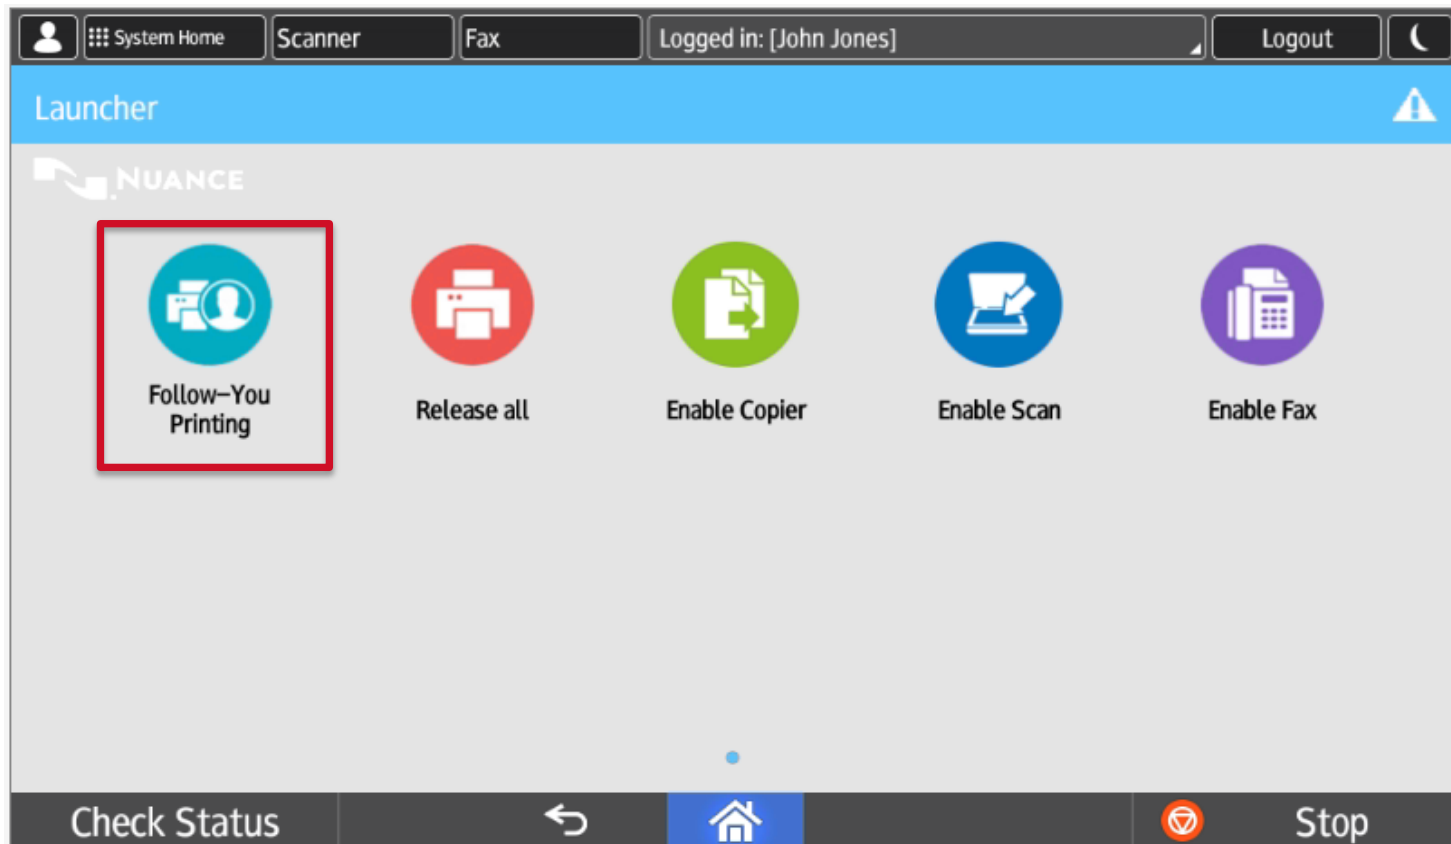 System Home
Scanner
Fax
Logged in: [John Jones]
Logout
Launcher
NUANCE
Follow–You
Printing
Release all
Enable Copier
Enable Scan
Enable Fax
Check Status
Stop